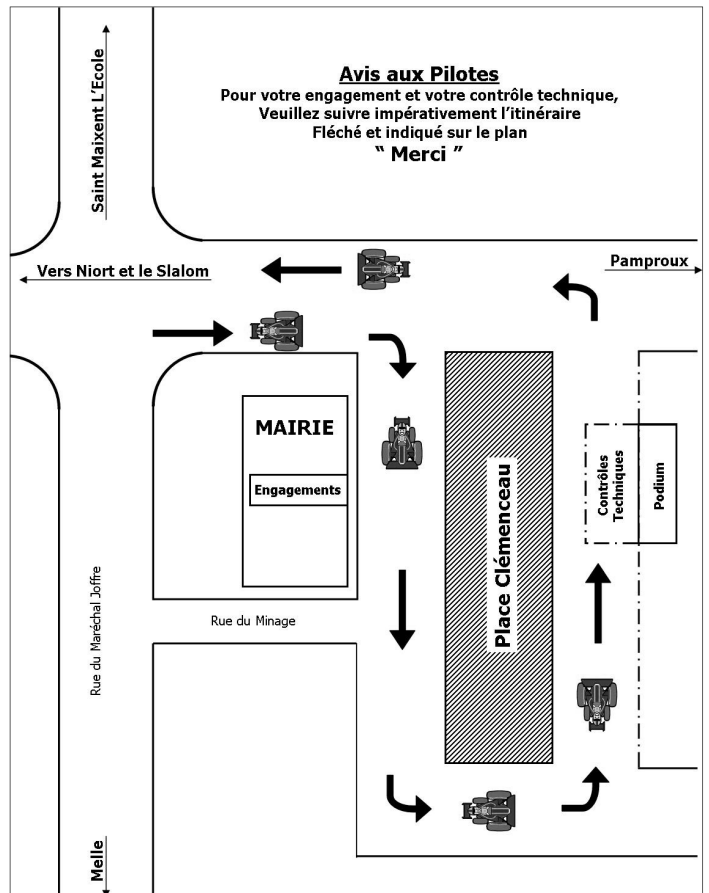 Avis aux Pilotes
Pour votre engagement et votre contrôle technique,
Veuillez suivre impérativement l'itinéraire
Fléché et indiqué sur le plan
“ Merci ”
Saint Maixent L'Ecole
Vers Niort et le Slalom
Pamproux
MAIRIE
Engagements
Place Clémenceau
Contrôles
Techniques
Podium
Rue du Minage
Rue du Maréchal Joffre
Melle